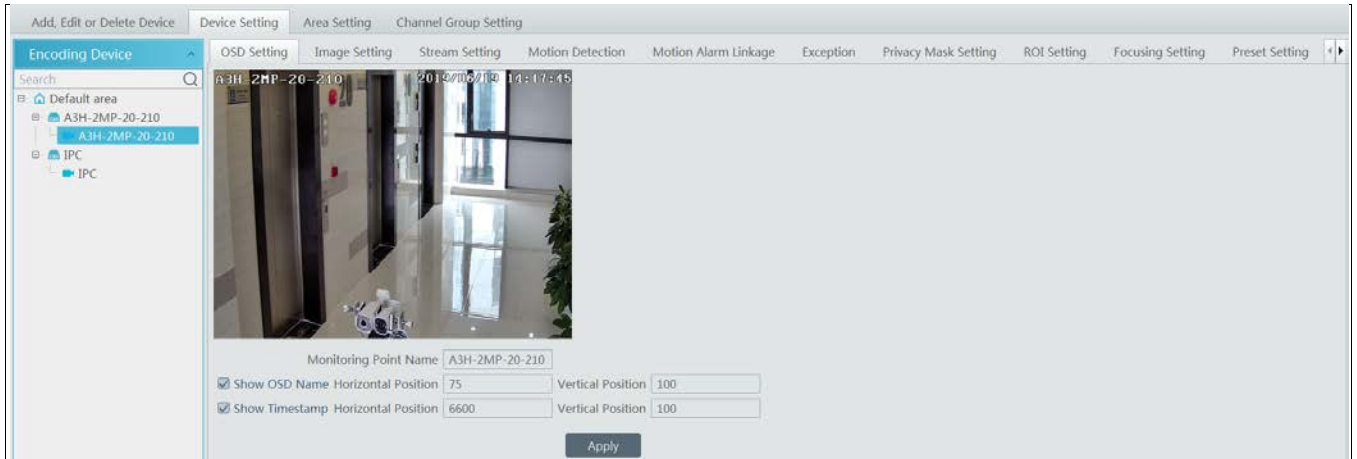 Add, Edit or Delete Device Device Setting Area Setting Channel Group Setting
Encoding Device OSD Setting Image Setting Stream Setting Motion Detection Motion Alarm Linkage Exception Privacy Mask Setting ROI Setting Focusing Setting Preset Setting
Search
Default area
A3H-2MP-20-210
A3H-2MP-20-210
IPC
IPC
A3H-2MP-20-210 2019/06/19 14:17:45
Monitoring Point Name A3H-2MP-20-210
Show OSD Name Horizontal Position 75 Vertical Position 100
Show Timestamp Horizontal Position 6600 Vertical Position 100
Apply